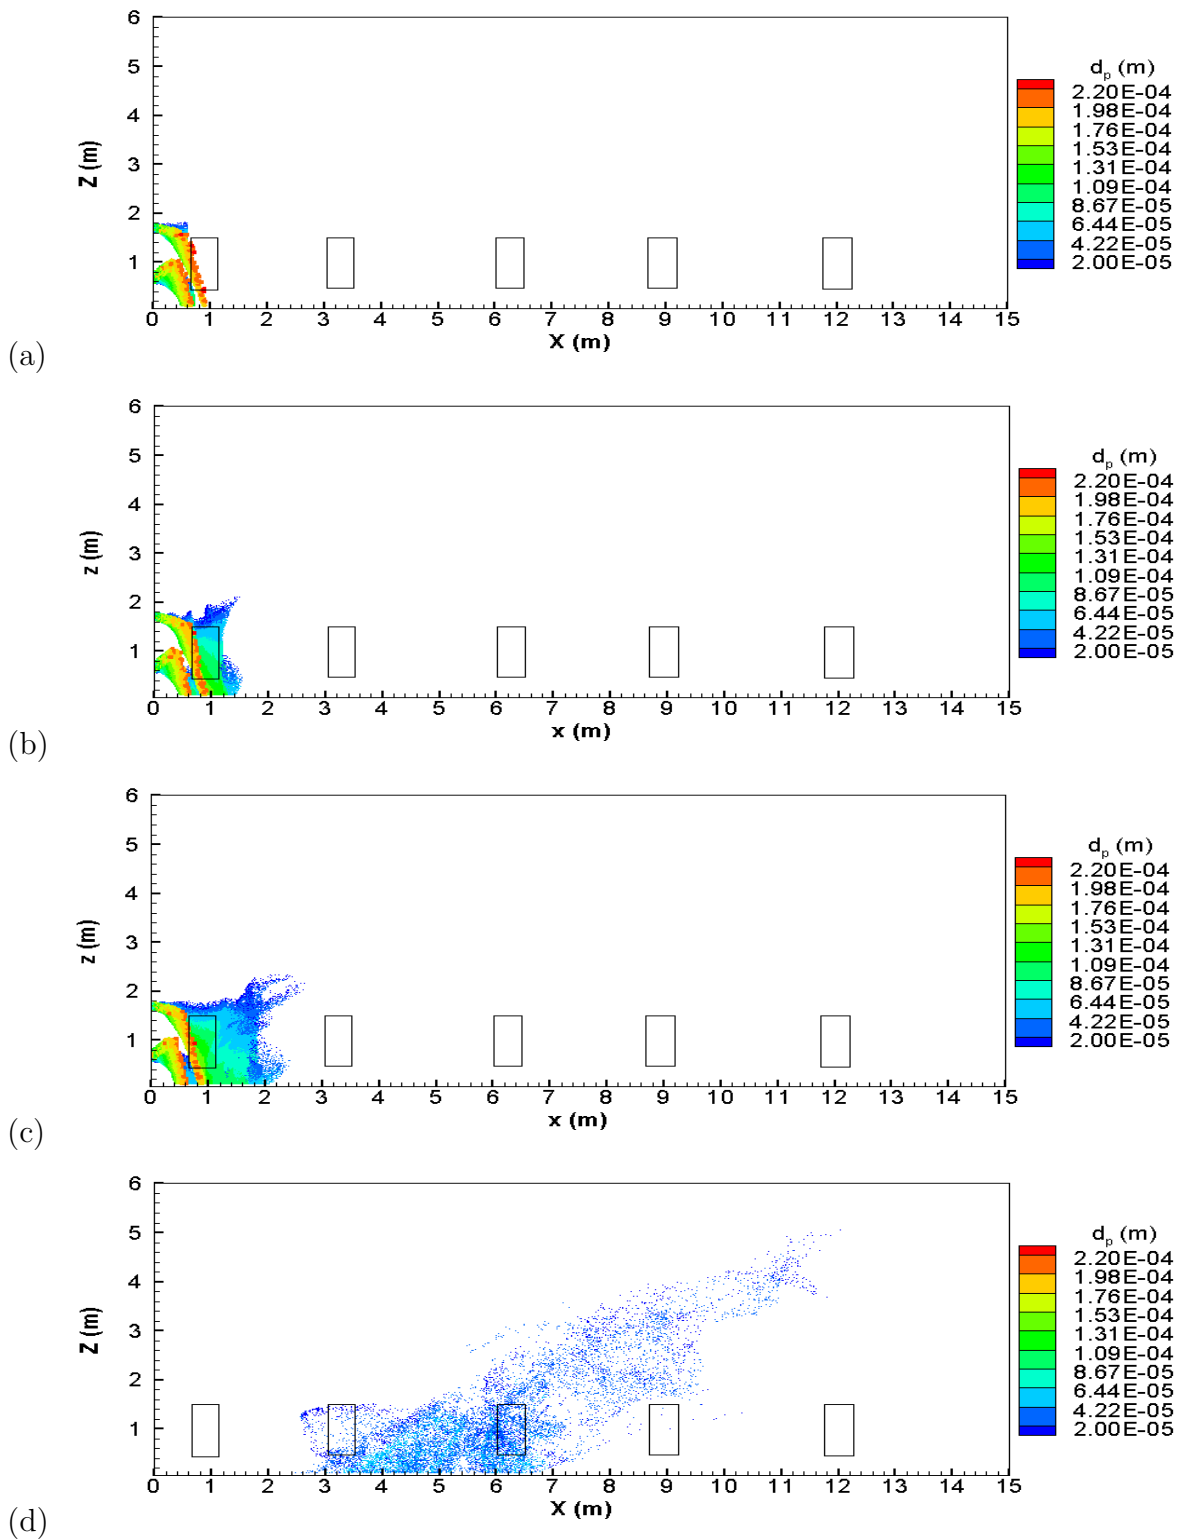 6
5
4
3
2
1
Z (m)
0 1 2 3 4 5 6 7 8 9 10 11 12 13 14 15
X (m)
d_p (m)
2.20E-04
1.98E-04
1.76E-04
1.53E-04
1.31E-04
1.09E-04
8.67E-05
6.44E-05
4.22E-05
2.00E-05
(a)
6
5
4
3
2
1
z (m)
0 1 2 3 4 5 6 7 8 9 10 11 12 13 14 15
x (m)
d_p (m)
2.20E-04
1.98E-04
1.76E-04
1.53E-04
1.31E-04
1.09E-04
8.67E-05
6.44E-05
4.22E-05
2.00E-05
(b)
6
5
4
3
2
1
z (m)
0 1 2 3 4 5 6 7 8 9 10 11 12 13 14 15
x (m)
d_p (m)
2.20E-04
1.98E-04
1.76E-04
1.53E-04
1.31E-04
1.09E-04
8.67E-05
6.44E-05
4.22E-05
2.00E-05
(c)
6
5
4
3
2
1
Z (m)
0 1 2 3 4 5 6 7 8 9 10 11 12 13 14 15
X (m)
d_p (m)
2.20E-04
1.98E-04
1.76E-04
1.53E-04
1.31E-04
1.09E-04
8.67E-05
6.44E-05
4.22E-05
2.00E-05
(d)